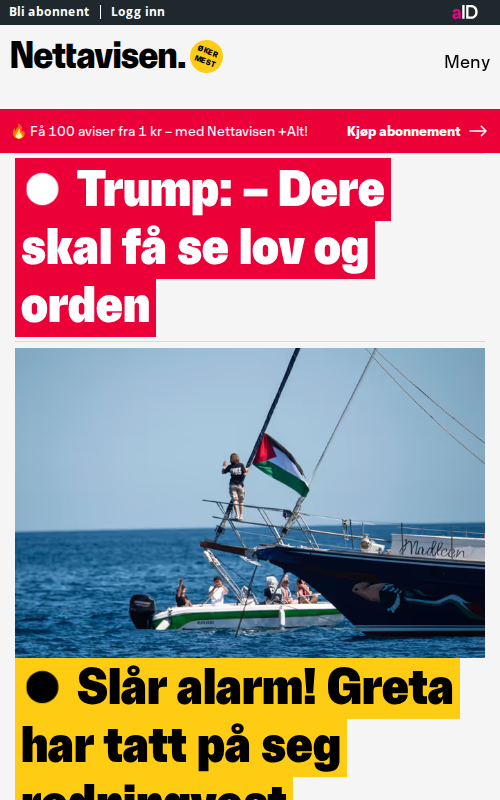 Bli abonnent | Logg inn
aID
Nettavisen.
ØKER
MEST
Meny
🔥 Få 100 aviser fra 1 kr – med Nettavisen +Alt!
Kjøp abonnement →
Trump: – Dere
skal få se lov og
orden
Madleen
Slår alarm! Greta
har tatt på seg
redningvest